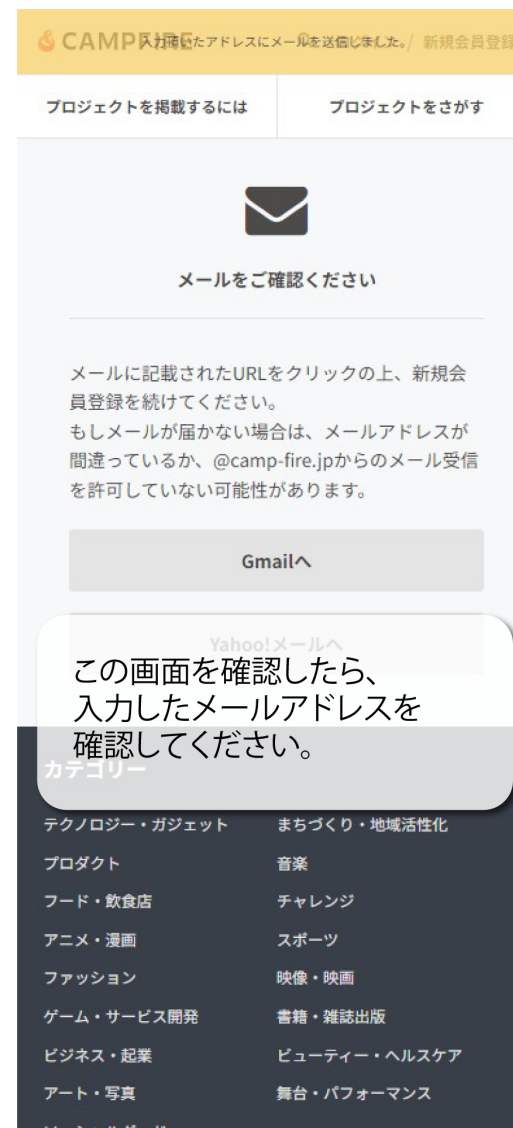 CAMPFIRE
入力頂いたアドレスにメールを送信しました。
/ 新規会員登録
プロジェクトを掲載するには
プロジェクトをさがす
メールをご確認ください
メールに記載されたURLをクリックの上、新規会
員登録を続けてください。
もしメールが届かない場合は、メールアドレスが
間違っているか、@camp-fire.jpからのメール受信
を許可していない可能性があります。
Gmailへ
Yahoo!メールへ
この画面を確認したら、
入力したメールアドレスを
確認してください。
カテゴリー
テクノロジー・ガジェット
まちづくり・地域活性化
プロダクト
音楽
フード・飲食店
チャレンジ
アニメ・漫画
スポーツ
ファッション
映像・映画
ゲーム・サービス開発
書籍・雑誌出版
ビジネス・起業
ビューティー・ヘルスケア
アート・写真
舞台・パフォーマンス